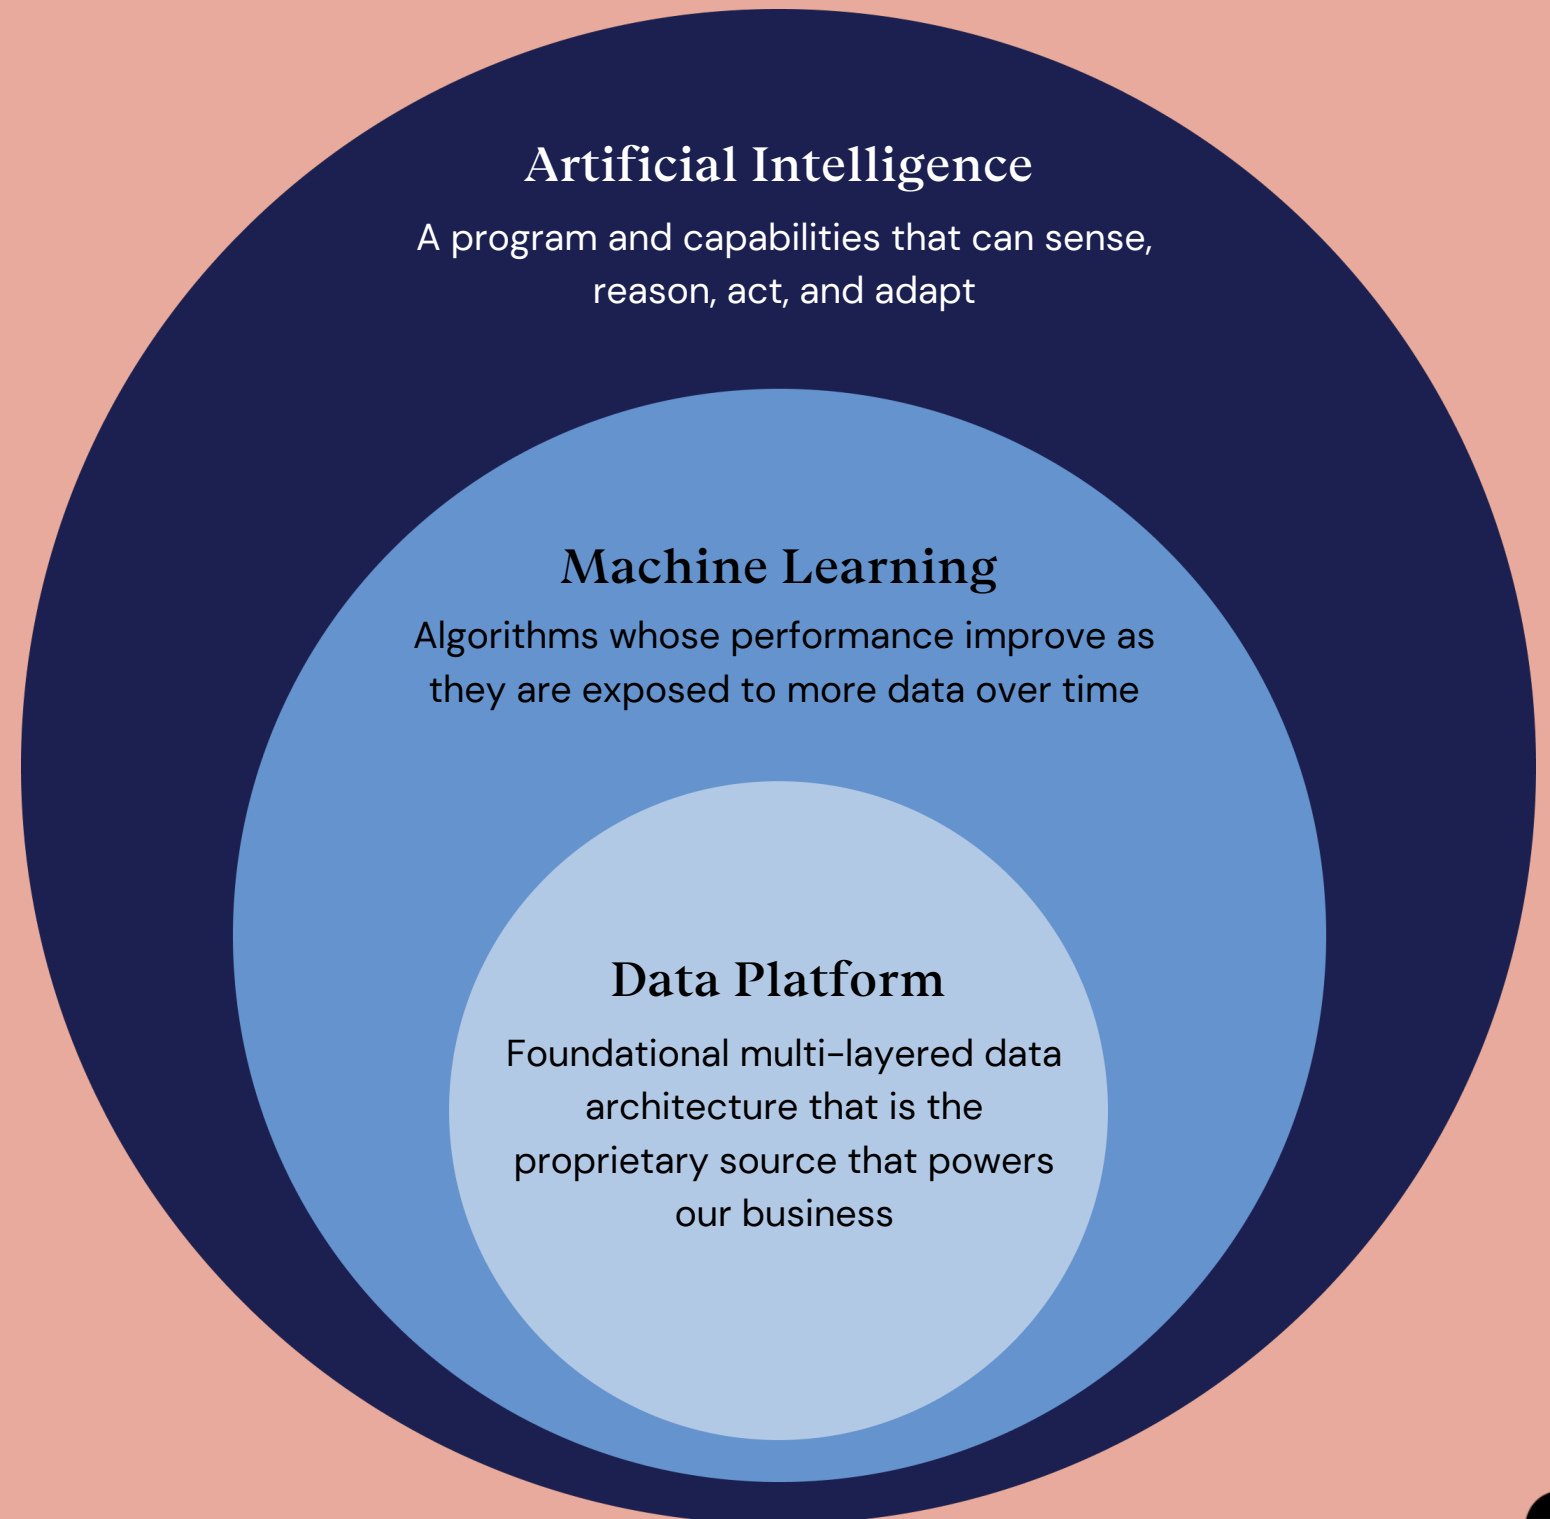 Artificial Intelligence
A program and capabilities that can sense,
reason, act, and adapt
Machine Learning
Algorithms whose performance improve as
they are exposed to more data over time
Data Platform
Foundational multi-layered data
architecture that is the
proprietary source that powers
our business